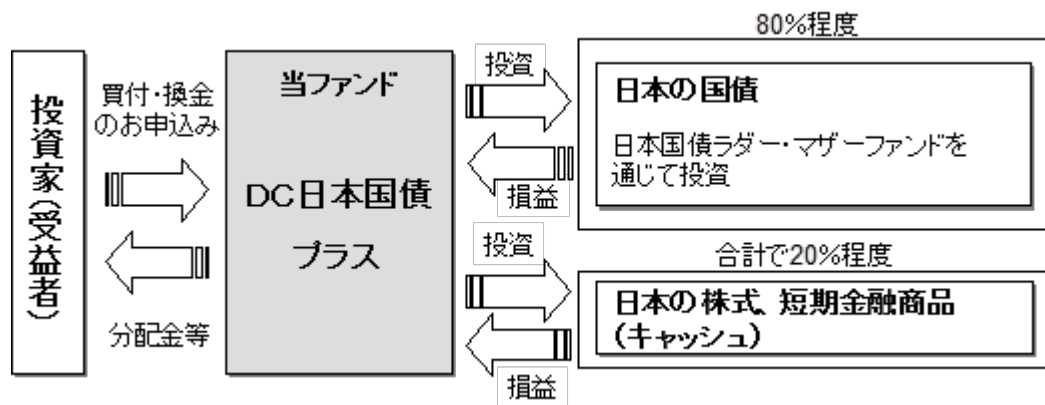 投資家(受益者)
買付・換金
のお申込み
分配金等
当ファンド
DC日本国債
プラス
投資
損益
投資
損益
80%程度
日本の国債
日本国債ラダー・マザーファンドを
通じて投資
合計で20%程度
日本の株式、短期金融商品
(キャッシュ)